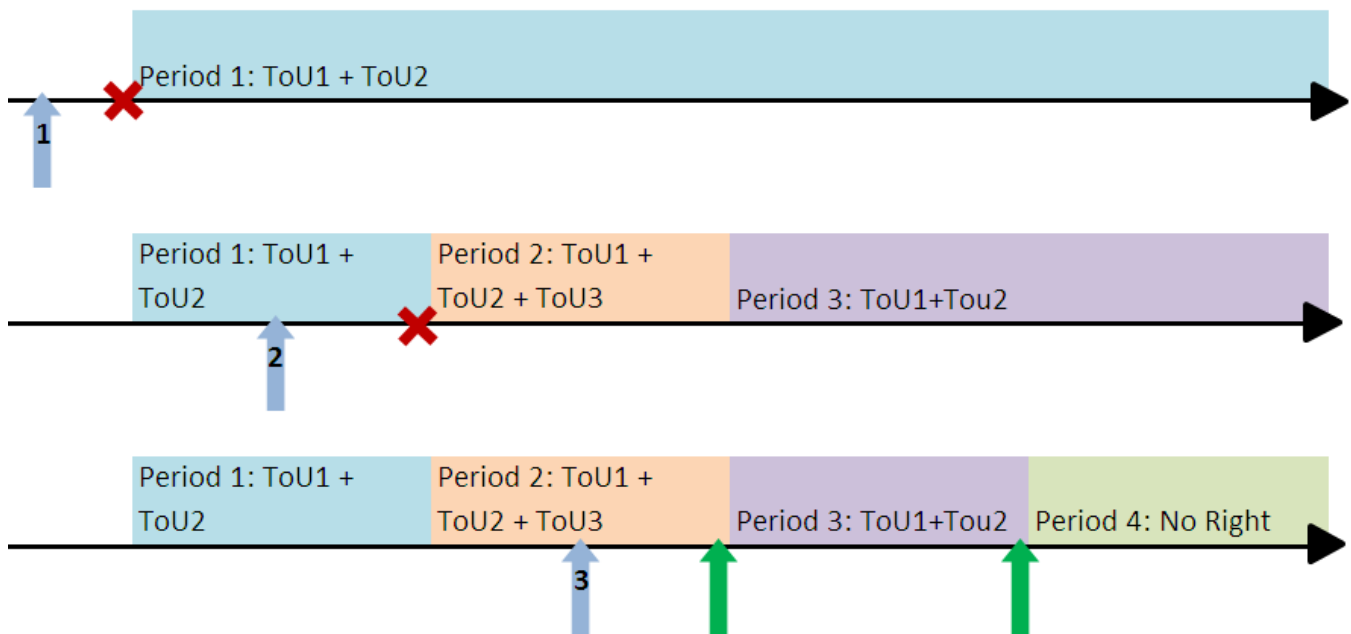 Period 1: ToU1 + ToU2
1
Period 1: ToU1 +
ToU2
Period 2: ToU1 +
ToU2 + ToU3
Period 3: ToU1+Tou2
2
Period 1: ToU1 +
ToU2
Period 2: ToU1 +
ToU2 + ToU3
Period 3: ToU1+Tou2
Period 4: No Right
3